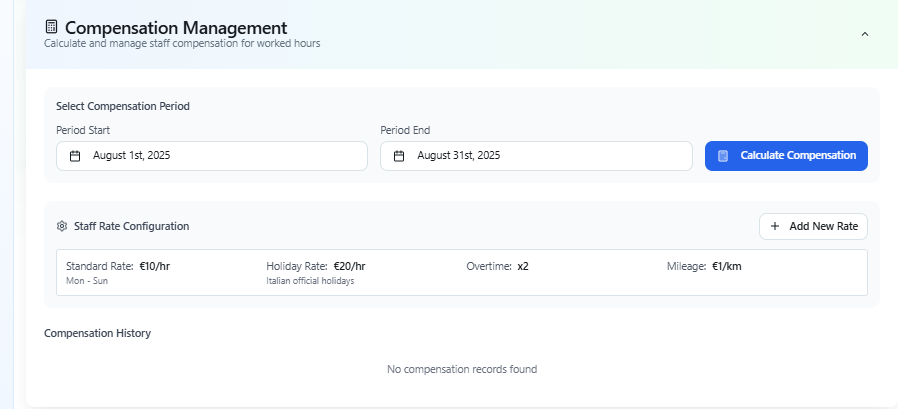 Compensation Management
Calculate and manage staff compensation for worked hours
Select Compensation Period
Period Start
August 1st, 2025
Period End
August 31st, 2025
Calculate Compensation
Staff Rate Configuration
+ Add New Rate
Standard Rate: €10/hr
Mon - Sun
Holiday Rate: €20/hr
Italian official holidays
Overtime: x2
Mileage: €1/km
Compensation History
No compensation records found